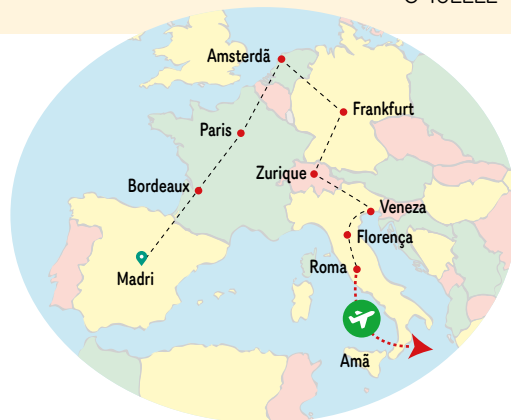 Amsterdã
Frankfurt
Paris
Zurique
Bordeaux
Veneza
Florença
Roma
Madri
Amã